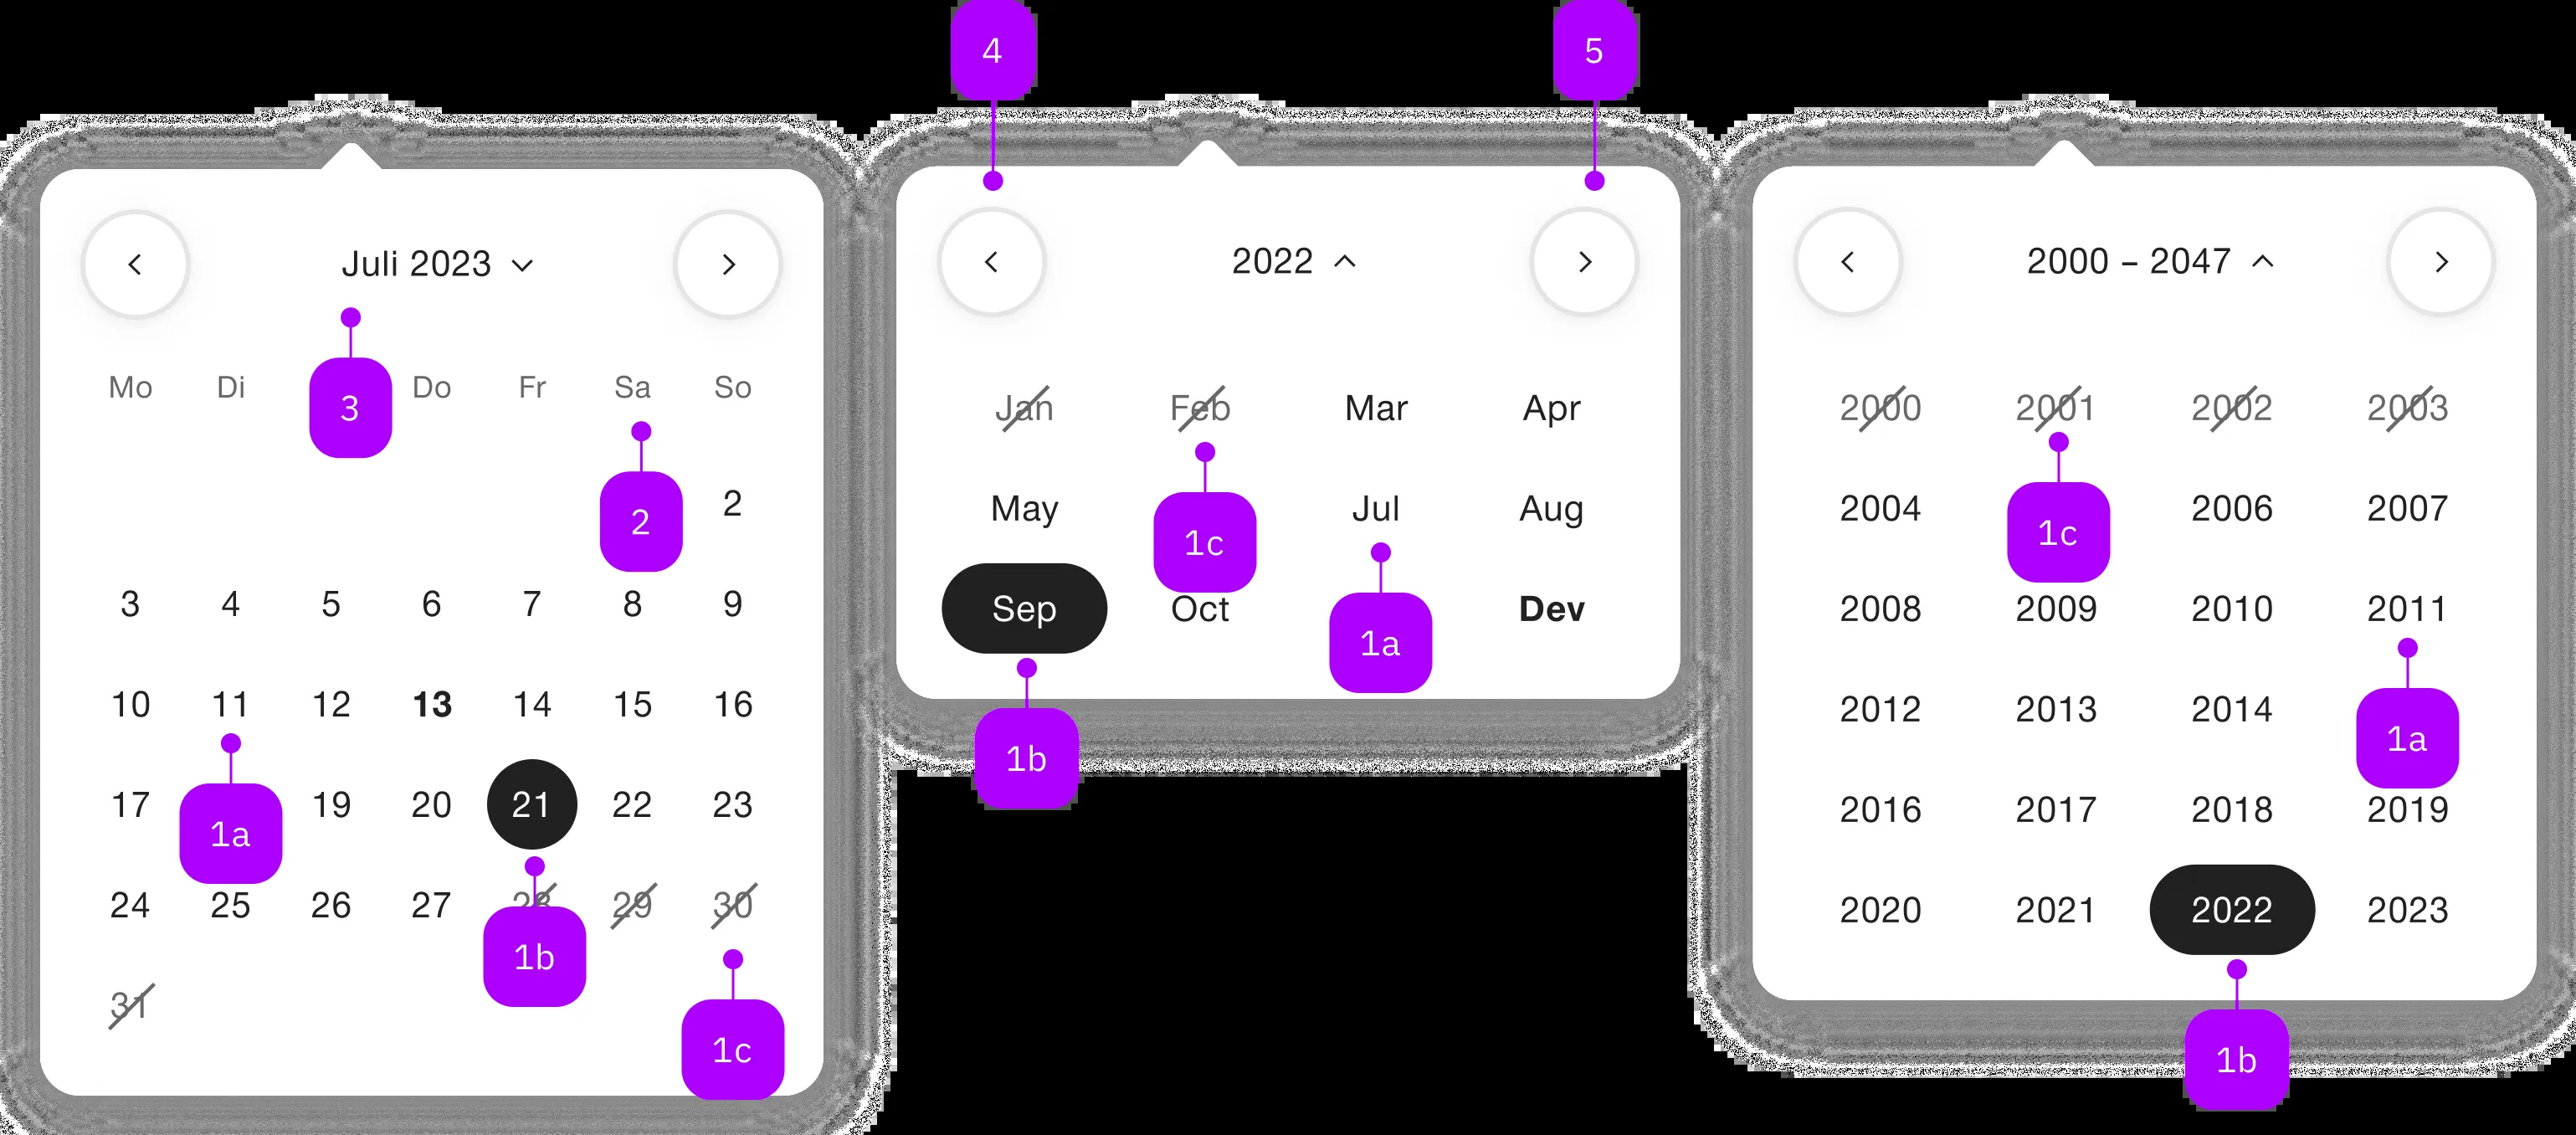 4
5
Juli 2023
3
Mo Di Do Fr Sa So
2
2
3 4 5 6 7 8 9
10 11 12 13 14 15 16
17 19 20 21 22 23
1a
24 25 26 27 28 29 30
1b
31
1c
2022
Jan Feb Mar Apr
May 1c Jul Aug
Sep Oct 1a Dev
1b
2000 – 2047
2000 2001 2002 2003
2004 1c 2006 2007
2008 2009 2010 2011
2012 2013 2014 1a
2016 2017 2018 2019
2020 2021 2022 2023
1b